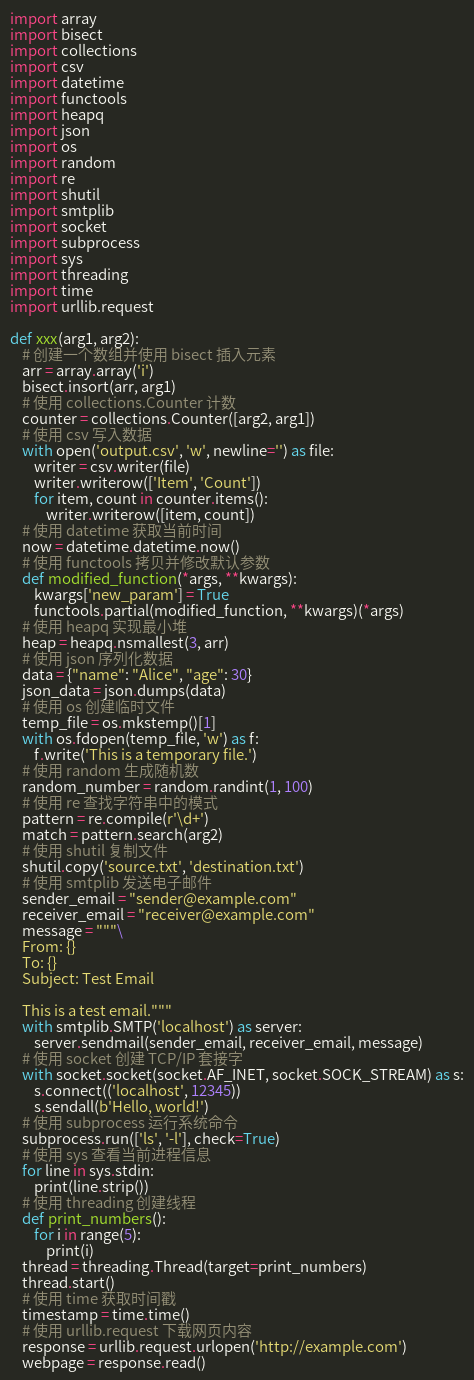 import array
import bisect
import collections
import csv
import datetime
import functools
import heapq
import json
import os
import random
import re
import shutil
import smtplib
import socket
import subprocess
import sys
import threading
import time
import urllib.request

def xxx(arg1, arg2):
    # 创建一个数组并使用 bisect 插入元素
    arr = array.array('i')
    bisect.insort(arr, arg1)
    # 使用 collections.Counter 计数
    counter = collections.Counter([arg2, arg1])
    # 使用 csv 写入数据
    with open('output.csv', 'w', newline='') as file:
        writer = csv.writer(file)
        writer.writerow(['Item', 'Count'])
        for item, count in counter.items():
            writer.writerow([item, count])
    # 使用 datetime 获取当前时间
    now = datetime.datetime.now()
    # 使用 functools 拷贝并修改默认参数
    def modified_function(*args, **kwargs):
        kwargs['new_param'] = True
        functools.partial(modified_function, **kwargs)(*args)
    # 使用 heapq 实现最小堆
    heap = heapq.nsmallest(3, arr)
    # 使用 json 序列化数据
    data = {"name": "Alice", "age": 30}
    json_data = json.dumps(data)
    # 使用 os 创建临时文件
    temp_file = os.mkstemp()[1]
    with os.fdopen(temp_file, 'w') as f:
        f.write('This is a temporary file.')
    # 使用 random 生成随机数
    random_number = random.randint(1, 100)
    # 使用 re 查找字符串中的模式
    pattern = re.compile(r'\d+')
    match = pattern.search(arg2)
    # 使用 shutil 复制文件
    shutil.copy('source.txt', 'destination.txt')
    # 使用 smtplib 发送电子邮件
    sender_email = "sender@example.com"
    receiver_email = "receiver@example.com"
    message = """\
    From: {}
    To: {}
    Subject: Test Email

    This is a test email."""
    with smtplib.SMTP('localhost') as server:
        server.sendmail(sender_email, receiver_email, message)
    # 使用 socket 创建 TCP/IP 套接字
    with socket.socket(socket.AF_INET, socket.SOCK_STREAM) as s:
        s.connect(('localhost', 12345))
        s.sendall(b'Hello, world!')
    # 使用 subprocess 运行系统命令
    subprocess.run(['ls', '-l'], check=True)
    # 使用 sys 查看当前进程信息
    for line in sys.stdin:
        print(line.strip())
    # 使用 threading 创建线程
    def print_numbers():
        for i in range(5):
            print(i)
    thread = threading.Thread(target=print_numbers)
    thread.start()
    # 使用 time 获取时间戳
    timestamp = time.time()
    # 使用 urllib.request 下载网页内容
    response = urllib.request.urlopen('http://example.com')
    webpage = response.read()